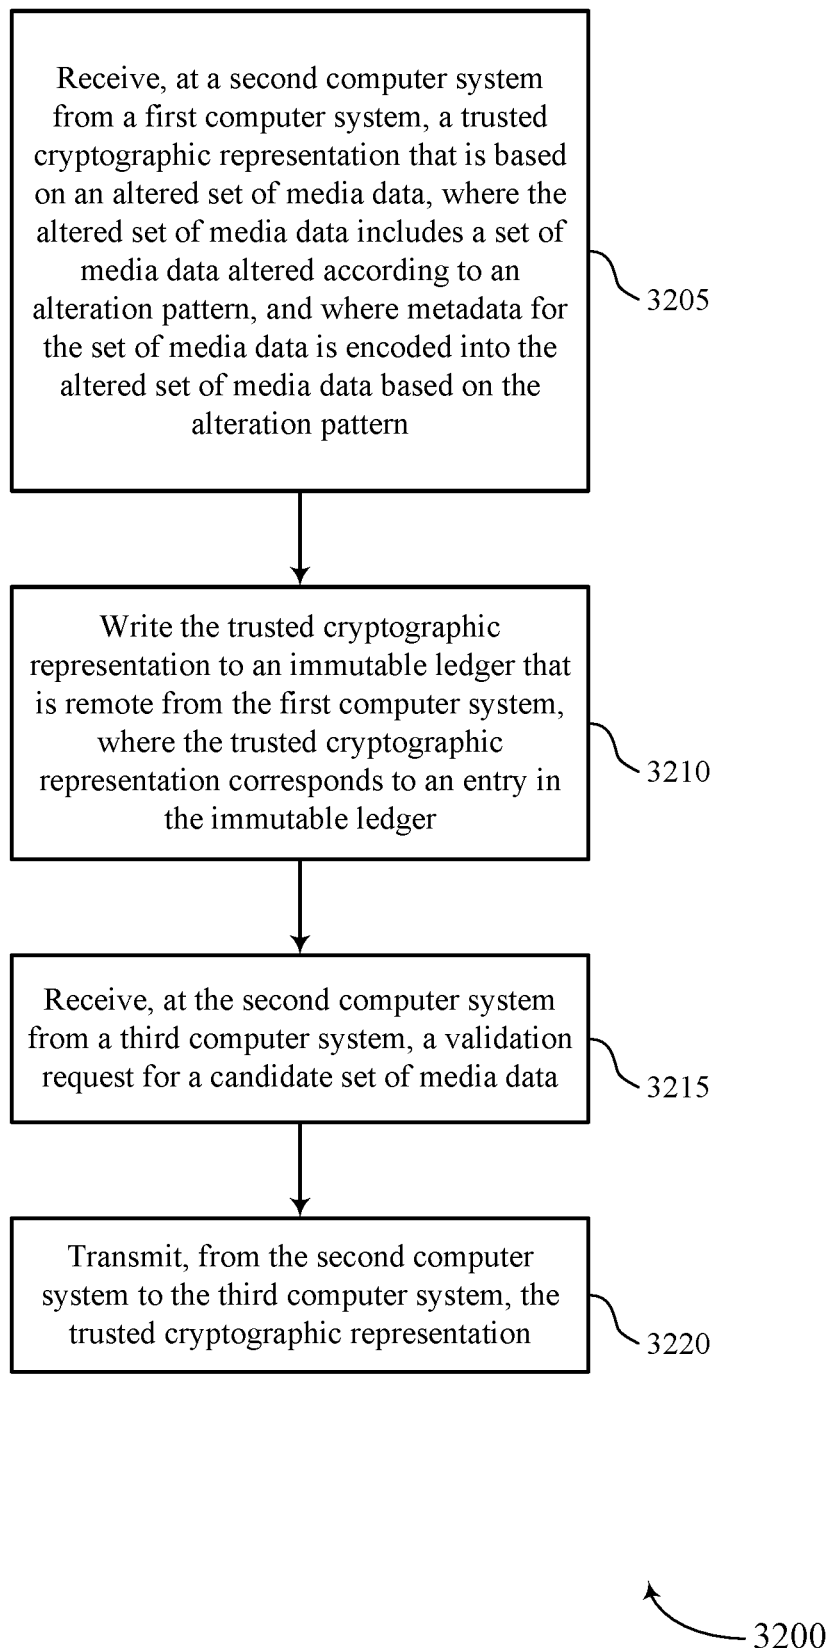 Receive, at a second computer system
from a first computer system, a trusted
cryptographic representation that is based
on an altered set of media data, where the
altered set of media data includes a set of
media data altered according to an
alteration pattern, and where metadata for
the set of media data is encoded into the
altered set of media data based on the
alteration pattern
3205
Write the trusted cryptographic
representation to an immutable ledger that
is remote from the first computer system,
where the trusted cryptographic
representation corresponds to an entry in
the immutable ledger
3210
Receive, at the second computer system
from a third computer system, a validation
request for a candidate set of media data
3215
Transmit, from the second computer
system to the third computer system, the
trusted cryptographic representation
3220
3200